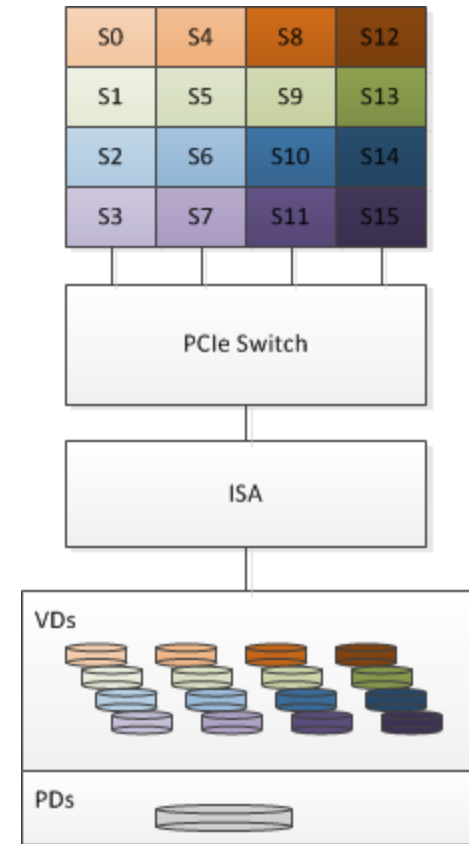 S0 S4 S8 S12
S1 S5 S9 S13
S2 S6 S10 S14
S3 S7 S11 S15
PCIe Switch
ISA
VDs
PDs